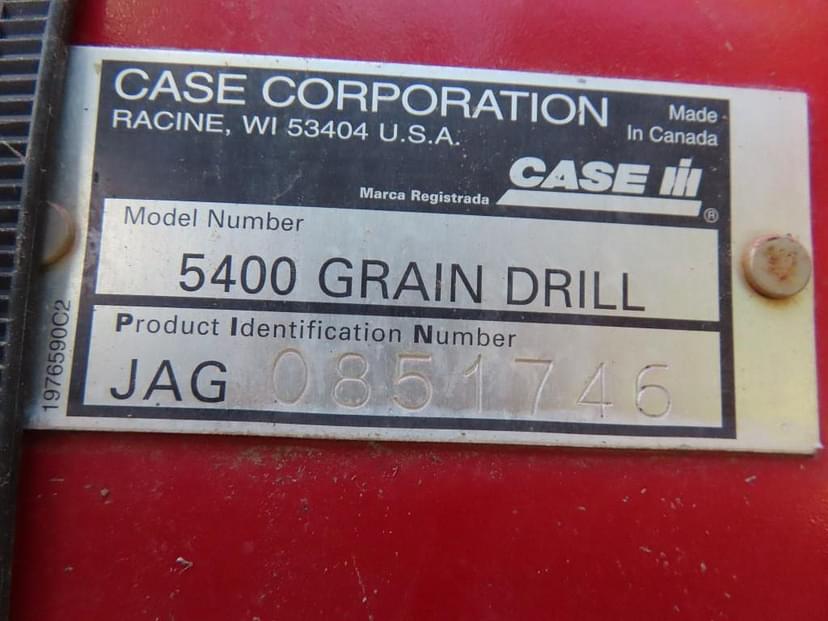 CASE CORPORATION
RACINE, WI 53404 U.S.A.
Made
In Canada
Marca Registrada CASE IH ®
Model Number
5400 GRAIN DRILL
Product Identification Number
JAG 0851746
1976590C2